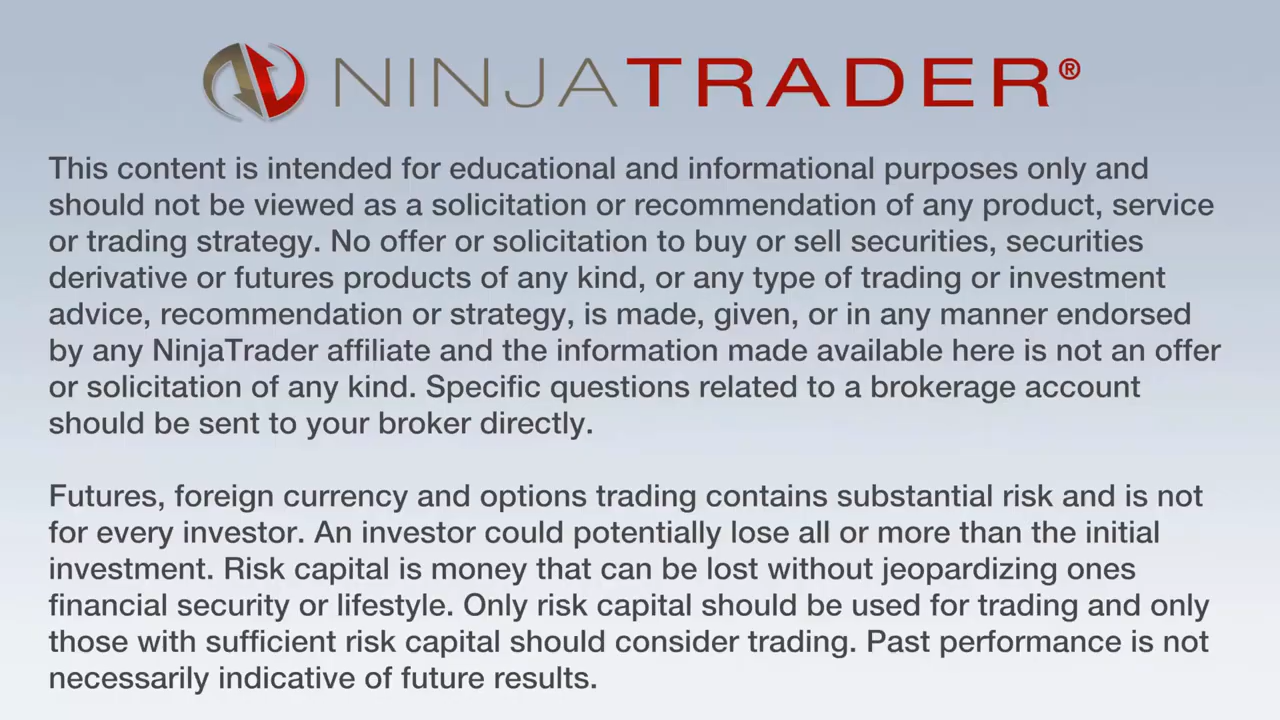 NINJATRADER®
This content is intended for educational and informational purposes only and
should not be viewed as a solicitation or recommendation of any product, service
or trading strategy. No offer or solicitation to buy or sell securities, securities
derivative or futures products of any kind, or any type of trading or investment
advice, recommendation or strategy, is made, given, or in any manner endorsed
by any NinjaTrader affiliate and the information made available here is not an offer
or solicitation of any kind. Specific questions related to a brokerage account
should be sent to your broker directly.
Futures, foreign currency and options trading contains substantial risk and is not
for every investor. An investor could potentially lose all or more than the initial
investment. Risk capital is money that can be lost without jeopardizing ones
financial security or lifestyle. Only risk capital should be used for trading and only
those with sufficient risk capital should consider trading. Past performance is not
necessarily indicative of future results.